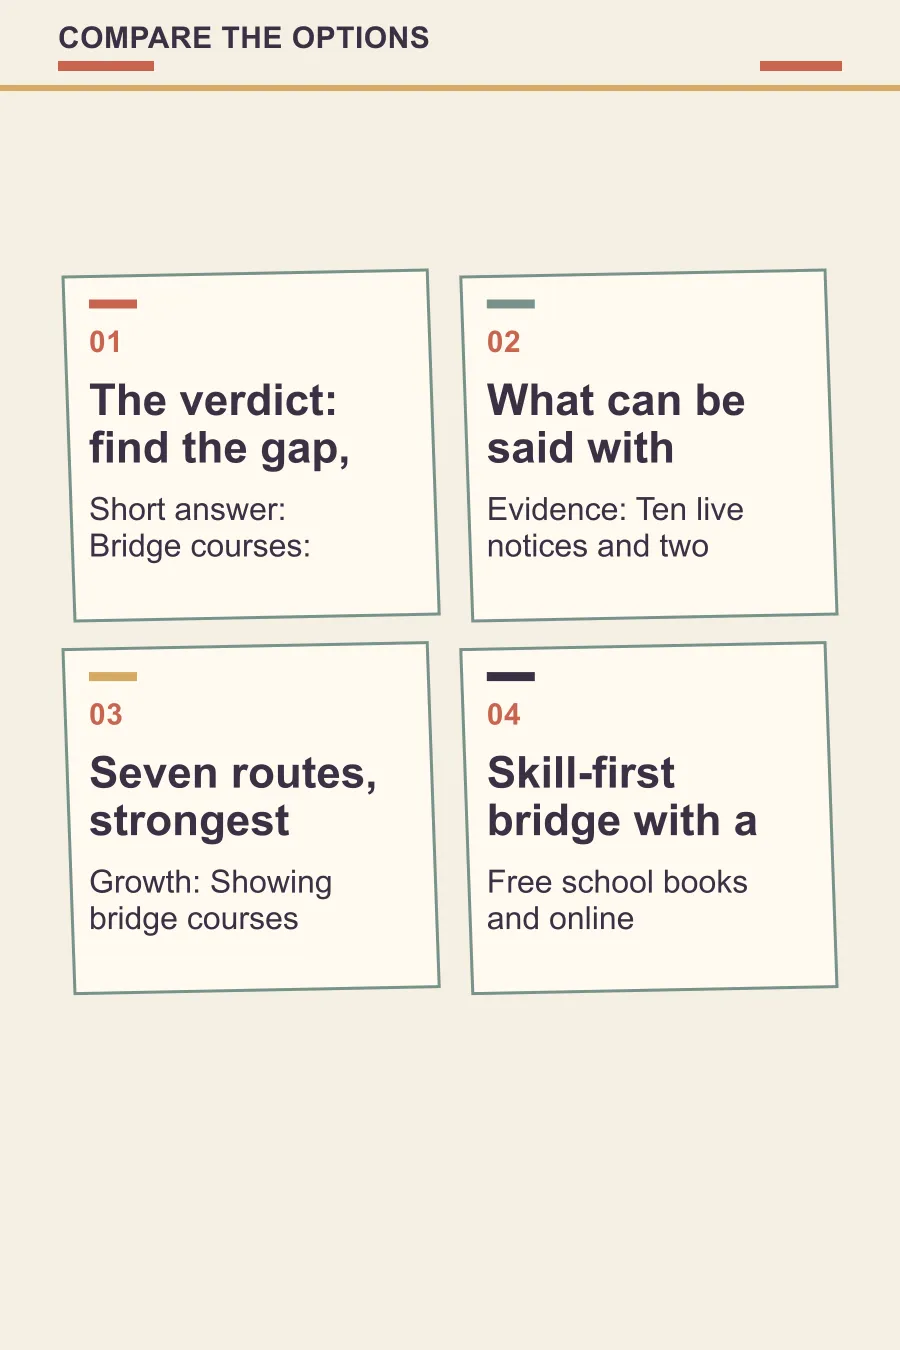 COMPARE THE OPTIONS
01
The verdict:
find the gap,
Short answer:
Bridge courses:
02
What can be
said with
Evidence: Ten live
notices and two
03
Seven routes,
strongest
Growth: Showing
bridge courses
04
Skill-first
bridge with a
Free school books
and online